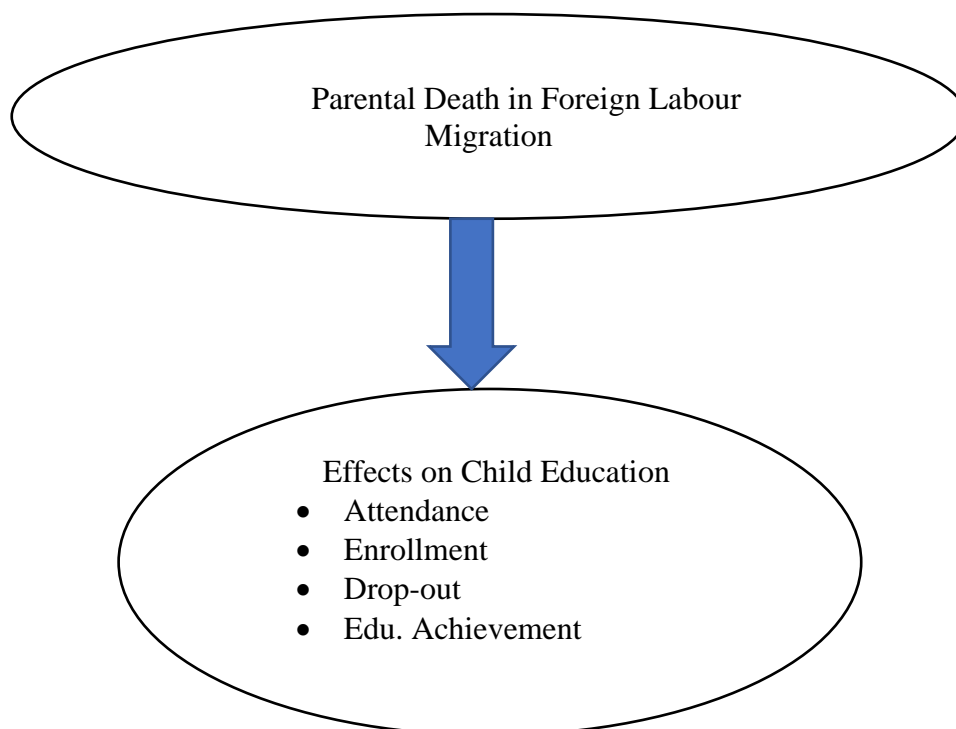 Parental Death in Foreign Labour
Migration
Effects on Child Education
• Attendance
• Enrollment
• Drop-out
• Edu. Achievement